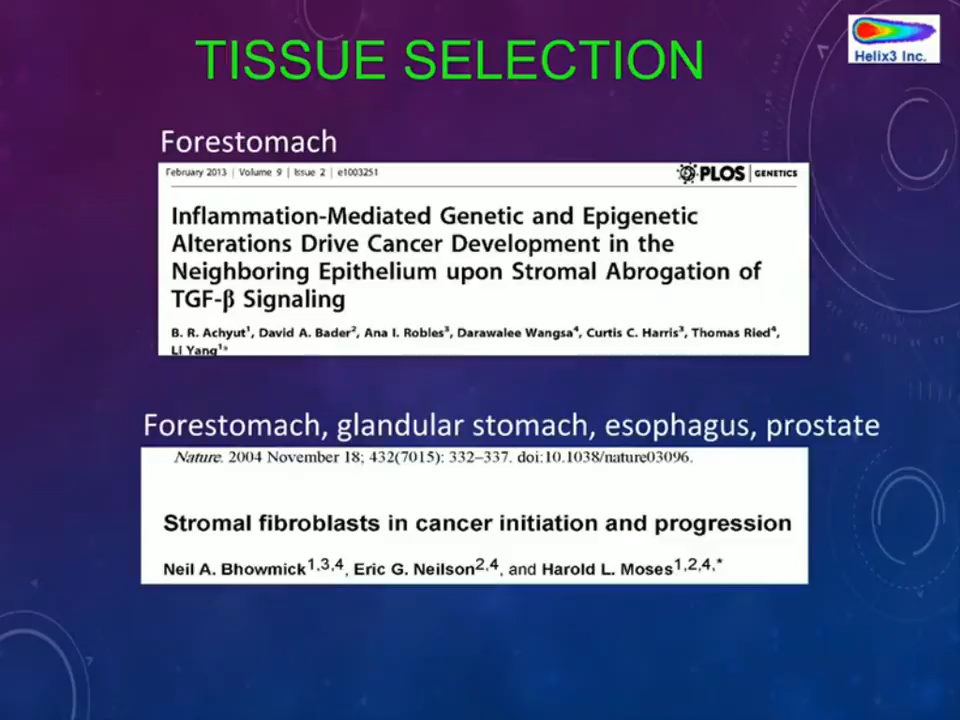 TISSUE SELECTION
Helix3 Inc.
Forestomach
February 2013 | Volume 9 | Issue 2 | e1003251
PLOS | GENETICS
Inflammation-Mediated Genetic and Epigenetic
Alterations Drive Cancer Development in the
Neighboring Epithelium upon Stromal Abrogation of
TGF-β Signaling
B. R. Achyut¹, David A. Bader², Ana I. Robles³, Darawalee Wangsa⁴, Curtis C. Harris³, Thomas Ried⁴,
Li Yang¹*
Forestomach, glandular stomach, esophagus, prostate
Nature. 2004 November 18; 432(7015): 332–337. doi:10.1038/nature03096.
Stromal fibroblasts in cancer initiation and progression
Neil A. Bhowmick1,3,4, Eric G. Neilson2,4, and Harold L. Moses1,2,4,*